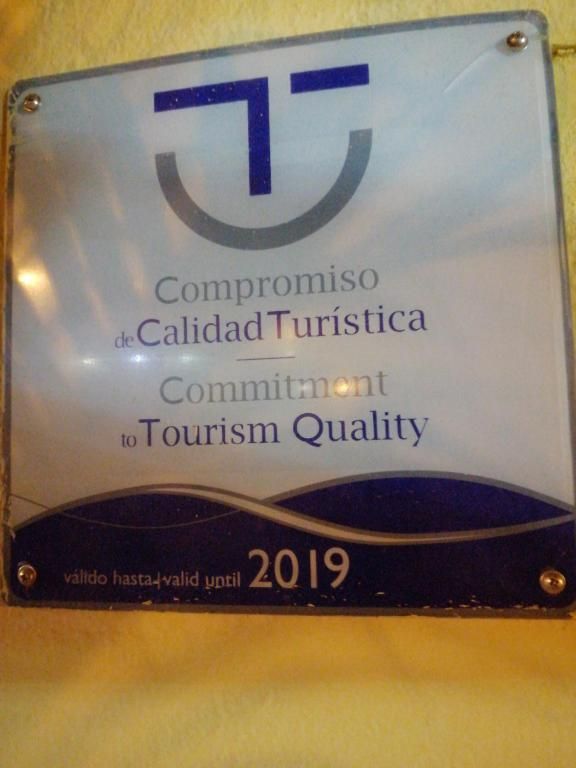 Compromiso
de Calidad Turística
Commitment
to Tourism Quality
válido hasta-valid until 2019